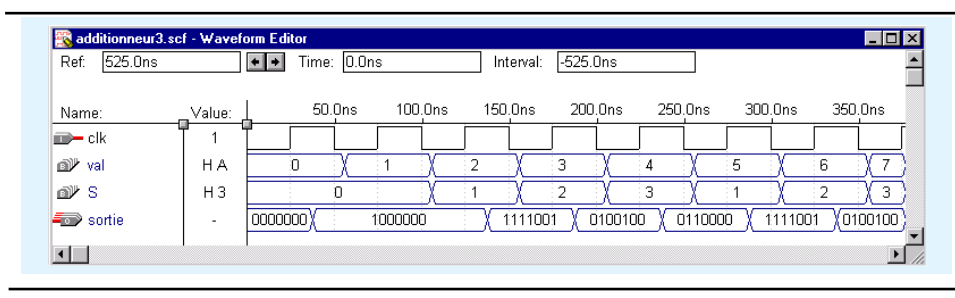 additionneur3.scf - Waveform Editor
Ref: 525.0ns Time: 0.0ns Interval: -525.0ns
Name: Value: 50.0ns 100.0ns 150.0ns 200.0ns 250.0ns 300.0ns 350.0ns
clk 1
val H A 0 1 2 3 4 5 6 7
S H 3 0 1 2 3 1 2 3
sortie - 0000000 1000000 1111001 0100100 0110000 1111001 0100100